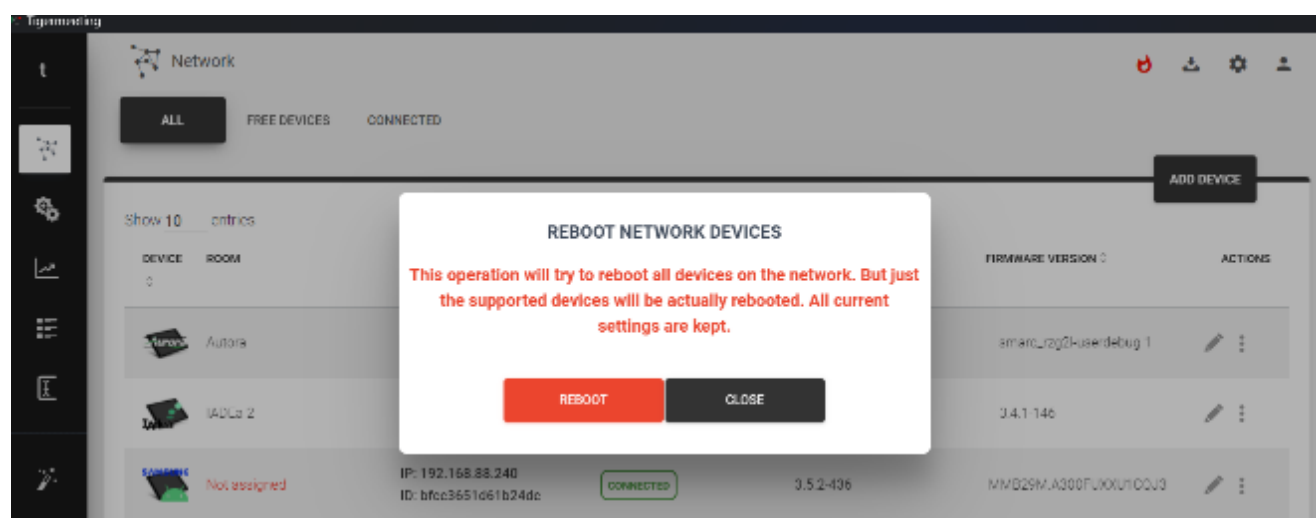 Tigermeeting
t
Network
ALL FREE DEVICES CONNECTED
ADD DEVICE
Show 10 entries
DEVICE ROOM FIRMWARE VERSION ACTIONS
REBOOT NETWORK DEVICES
This operation will try to reboot all devices on the network. But just
the supported devices will be actually rebooted. All current
settings are kept.
REBOOT CLOSE
Aurora
3.4.1-146
SAMSUNG Not assigned
IP: 192.168.88.240
CONNECTED 3.5.2-436